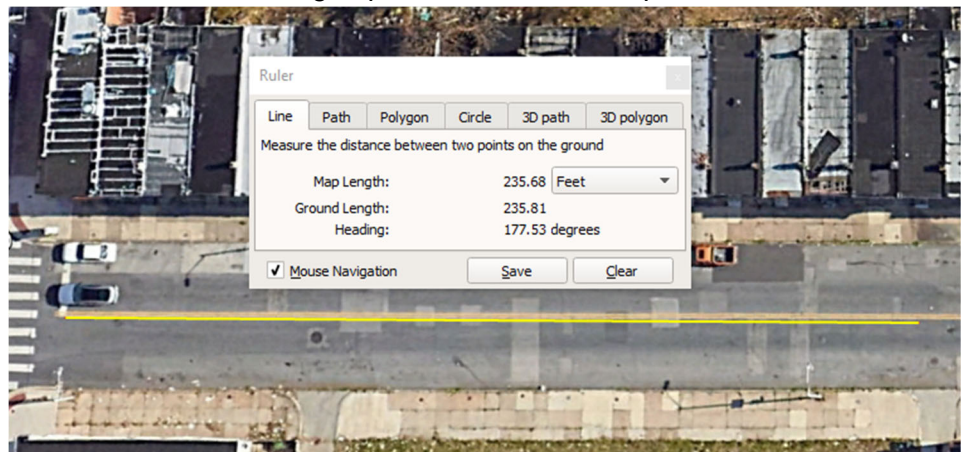 Ruler
Line Path Polygon Circle 3D path 3D polygon
Measure the distance between two points on the ground
Map Length: 235.68 Feet
Ground Length: 235.81
Heading: 177.53 degrees
Mouse Navigation Save Clear